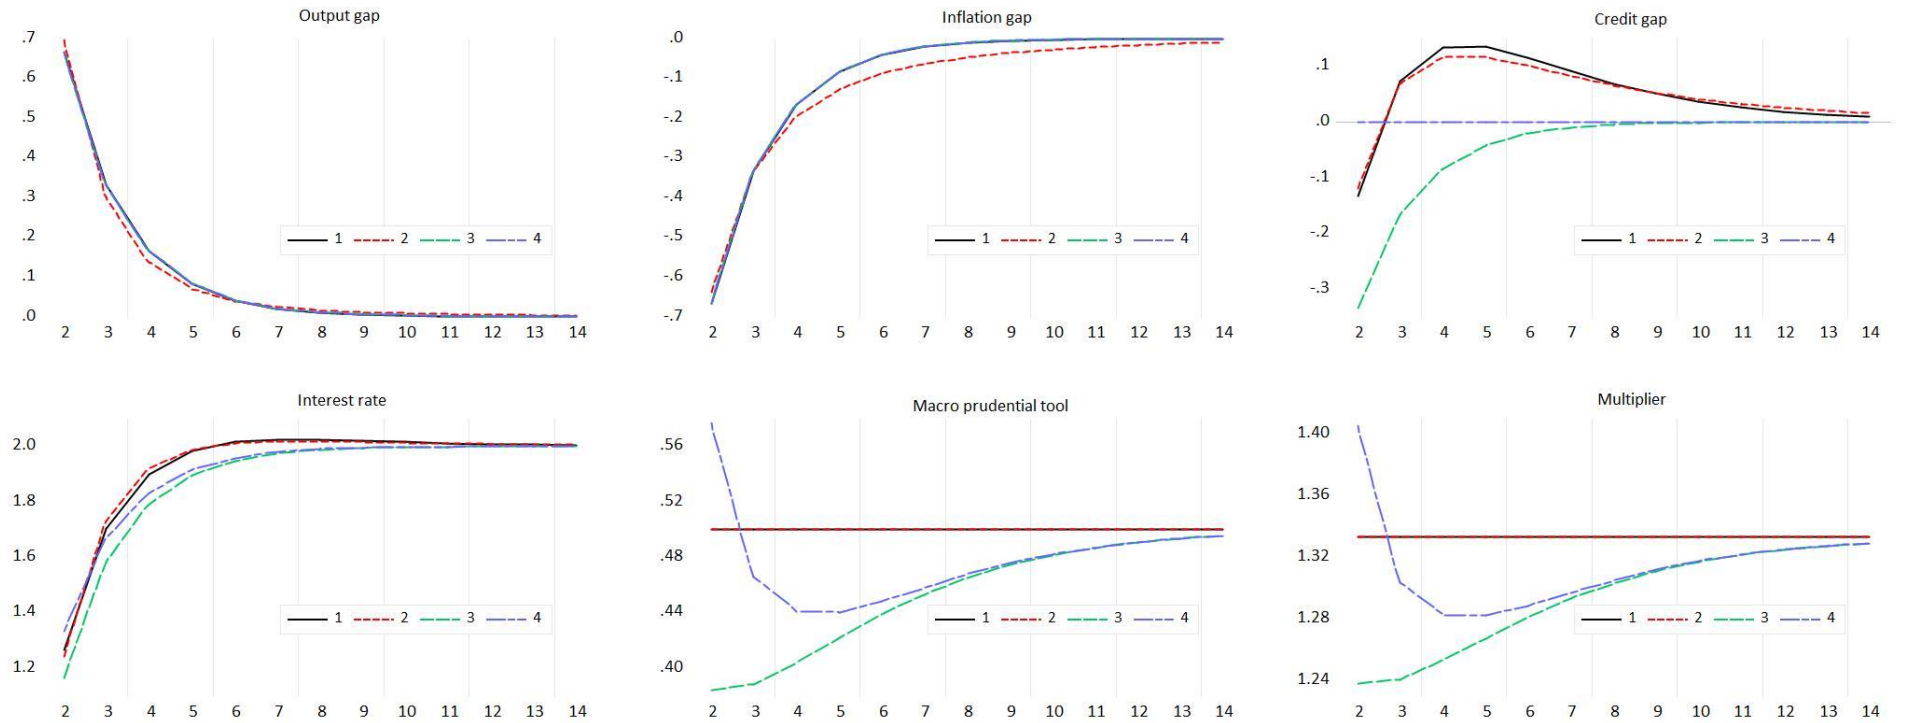 Output gap
.7
.6
.5
.4
.3
.2
.1
.0
1 2 3 4
2 3 4 5 6 7 8 9 10 11 12 13 14
Inflation gap
.0
-.1
-.2
-.3
-.4
-.5
-.6
-.7
1 2 3 4
2 3 4 5 6 7 8 9 10 11 12 13 14
Credit gap
.1
.0
-.1
-.2
-.3
1 2 3 4
2 3 4 5 6 7 8 9 10 11 12 13 14
Interest rate
2.0
1.8
1.6
1.4
1.2
1 2 3 4
2 3 4 5 6 7 8 9 10 11 12 13 14
Macro prudential tool
.56
.52
.48
.44
.40
1 2 3 4
2 3 4 5 6 7 8 9 10 11 12 13 14
Multiplier
1.40
1.36
1.32
1.28
1.24
1 2 3 4
2 3 4 5 6 7 8 9 10 11 12 13 14